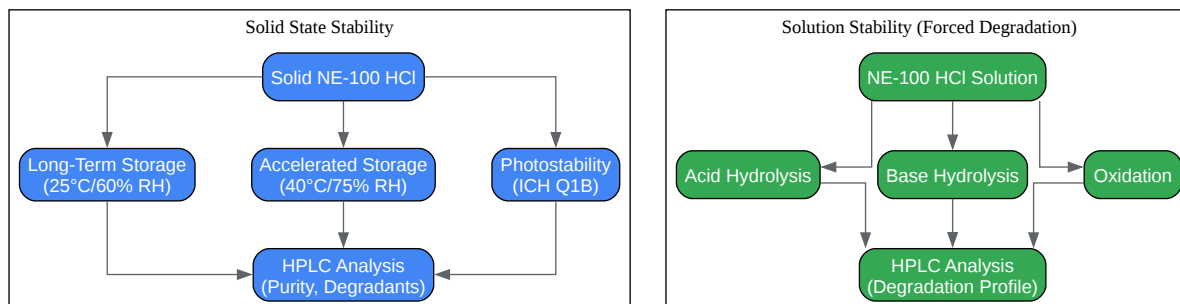 Solid State Stability
Solid NE-100 HCl
Long-Term Storage
(25°C/60% RH)
Accelerated Storage
(40°C/75% RH)
Photostability
(ICH Q1B)
HPLC Analysis
(Purity, Degradants)
Solution Stability (Forced Degradation)
NE-100 HCl Solution
Acid Hydrolysis
Base Hydrolysis
Oxidation
HPLC Analysis
(Degradation Profile)